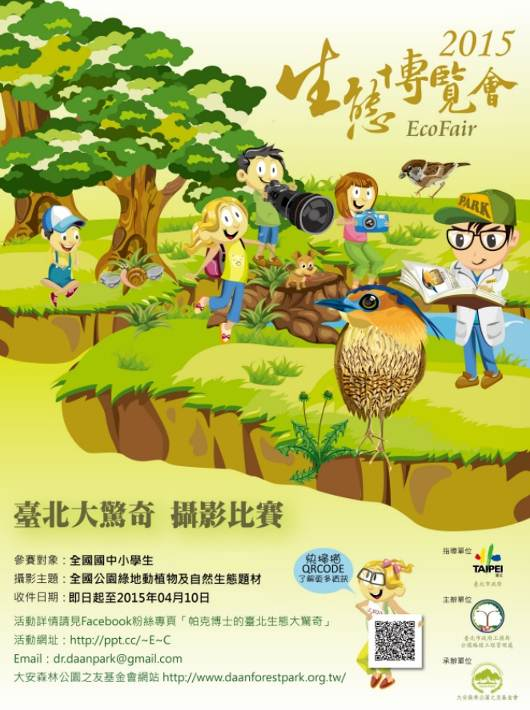 2015
生態博覽會
EcoFair
PARK
臺北大驚奇 攝影比賽
參賽對象：全國國中小學生
攝影主題：全國公園綠地動植物及自然生態題材
收件日期：即日起至2015年04月10日
活動詳情請見Facebook粉絲專頁「帕克博士的臺北生態大驚奇」
活動網址：http://ppt.cc/~E~C
Email：dr.daanpark@gmail.com
大安森林公園之友基金會網站 http://www.daanforestpark.org.tw/
QRCODE
了解更多資訊
指導單位
TAIPEI
臺北市政府
主辦單位
臺北市政府工務局
公園路燈工程管理處
承辦單位
大安森林公園之友基金會